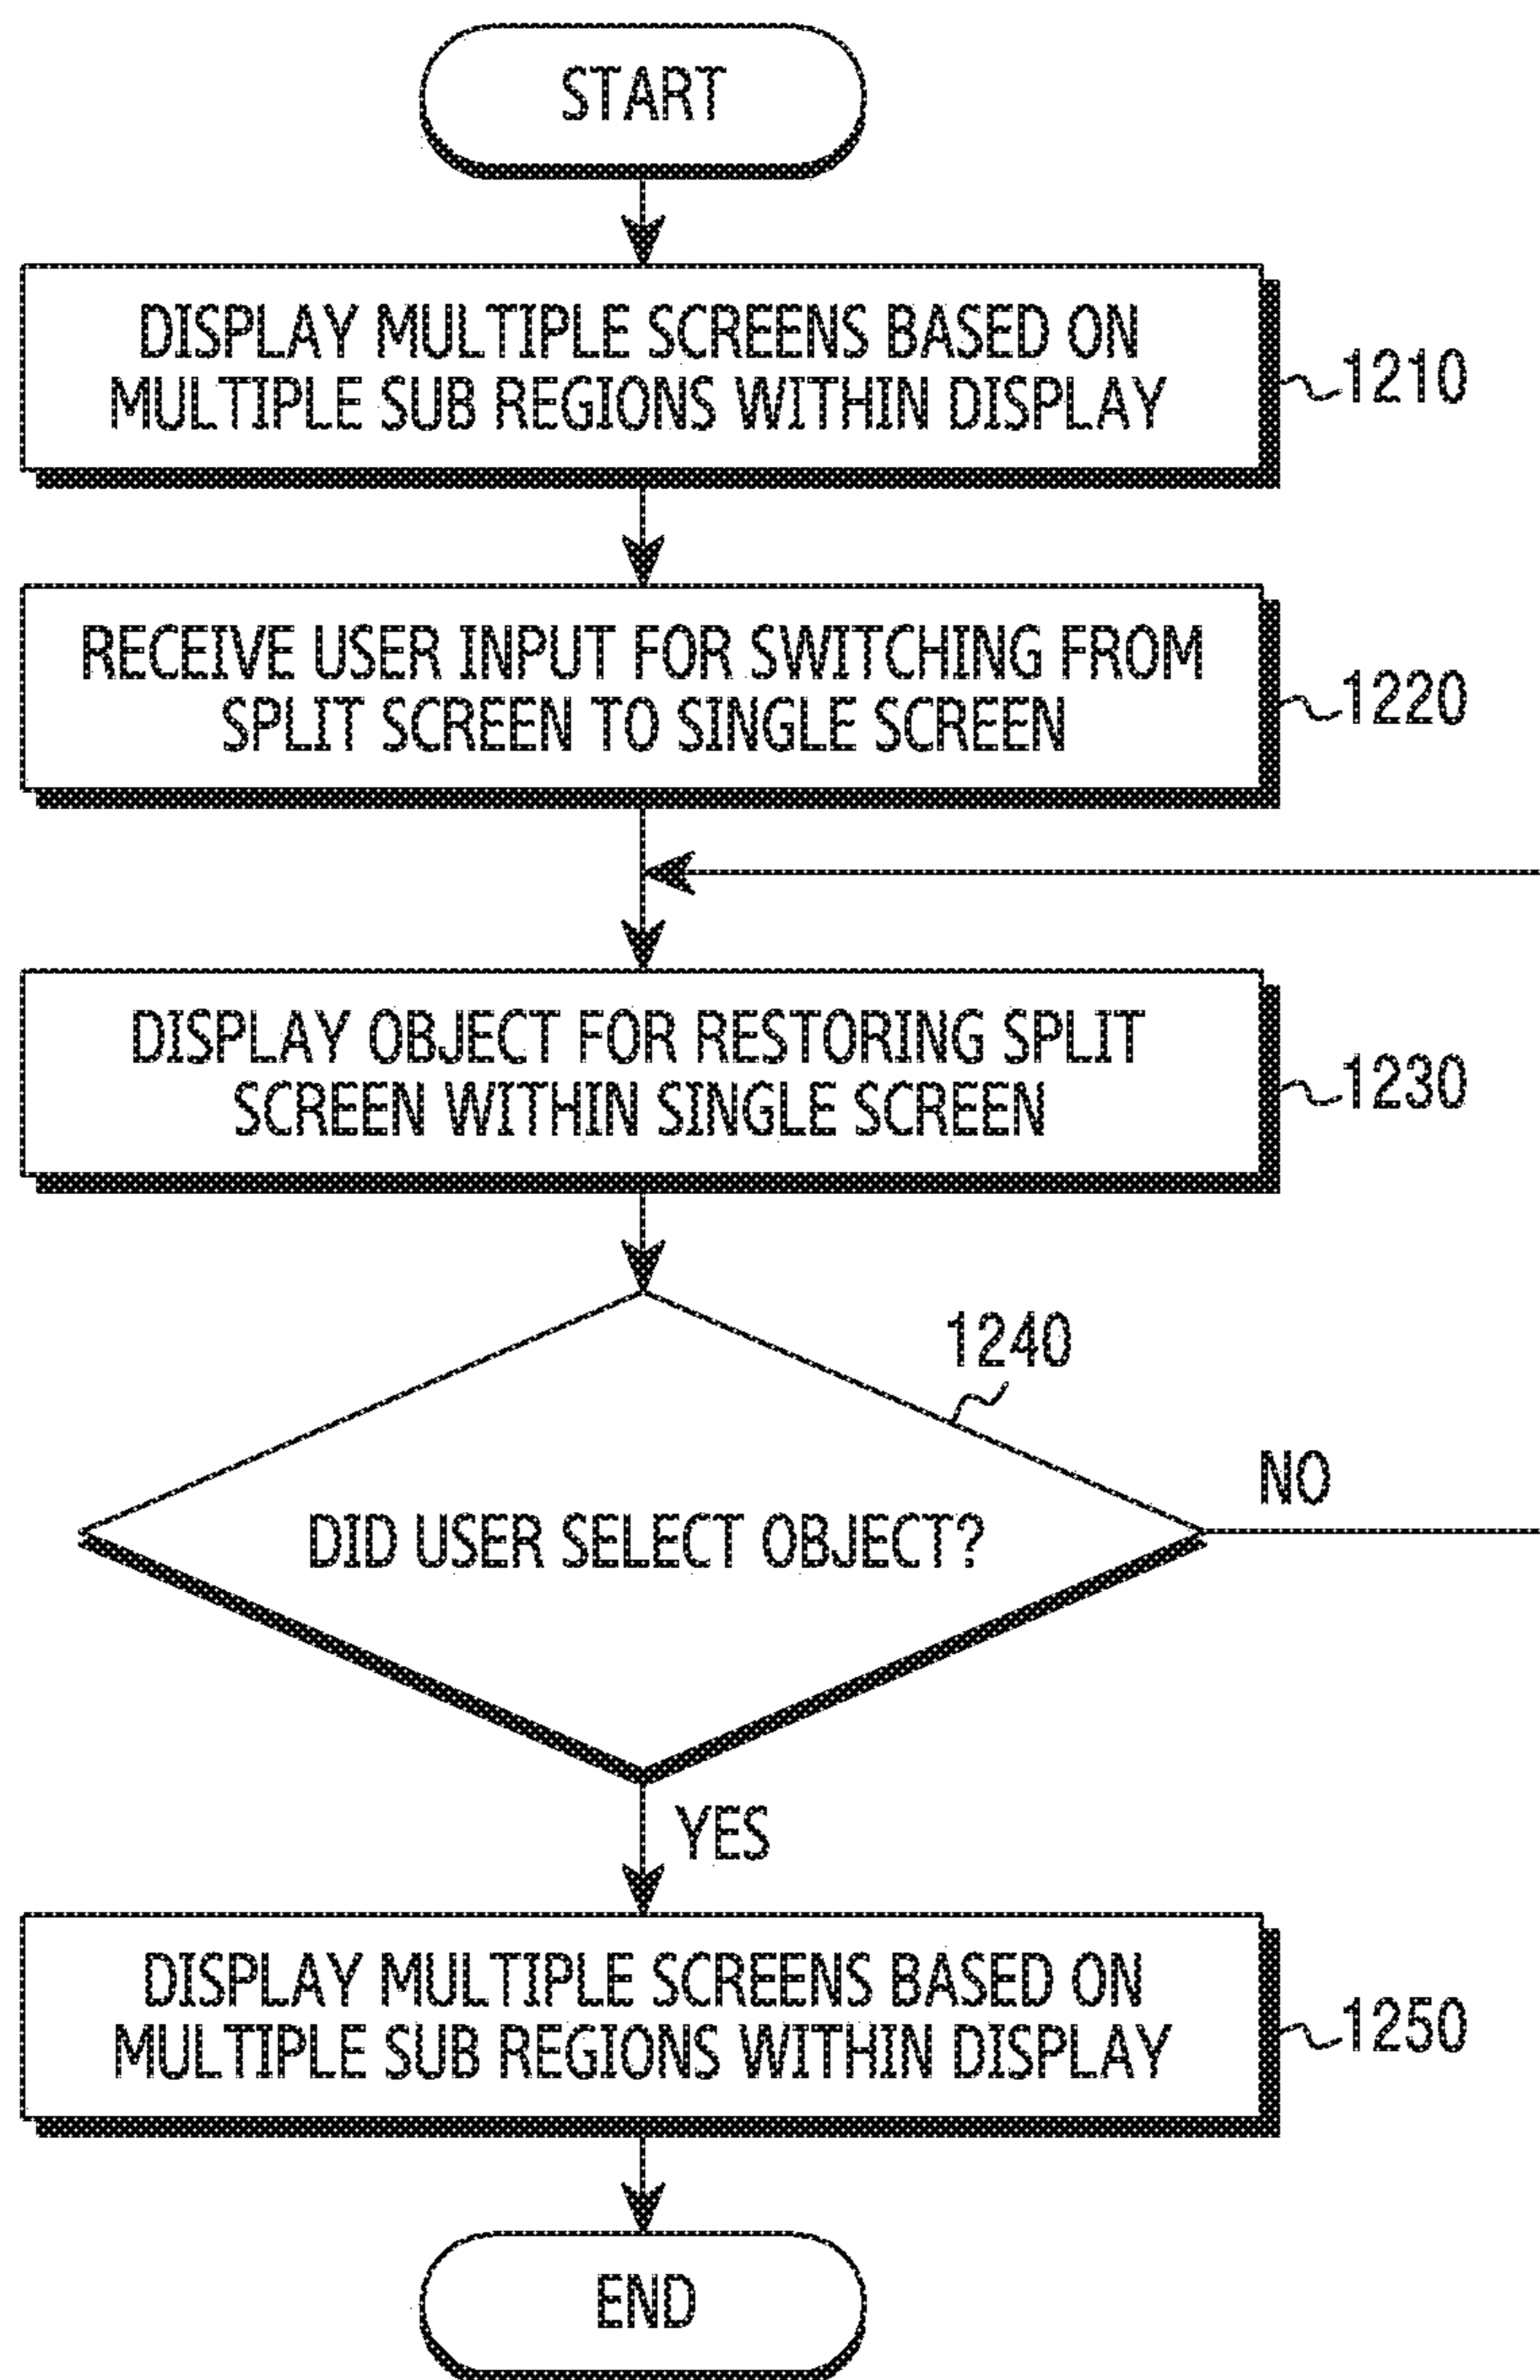 START
DISPLAY MULTIPLE SCREENS BASED ON
MULTIPLE SUB REGIONS WITHIN DISPLAY
1210
RECEIVE USER INPUT FOR SWITCHING FROM
SPLIT SCREEN TO SINGLE SCREEN
1220
DISPLAY OBJECT FOR RESTORING SPLIT
SCREEN WITHIN SINGLE SCREEN
1230
1240
DID USER SELECT OBJECT?
NO
YES
DISPLAY MULTIPLE SCREENS BASED ON
MULTIPLE SUB REGIONS WITHIN DISPLAY
1250
END